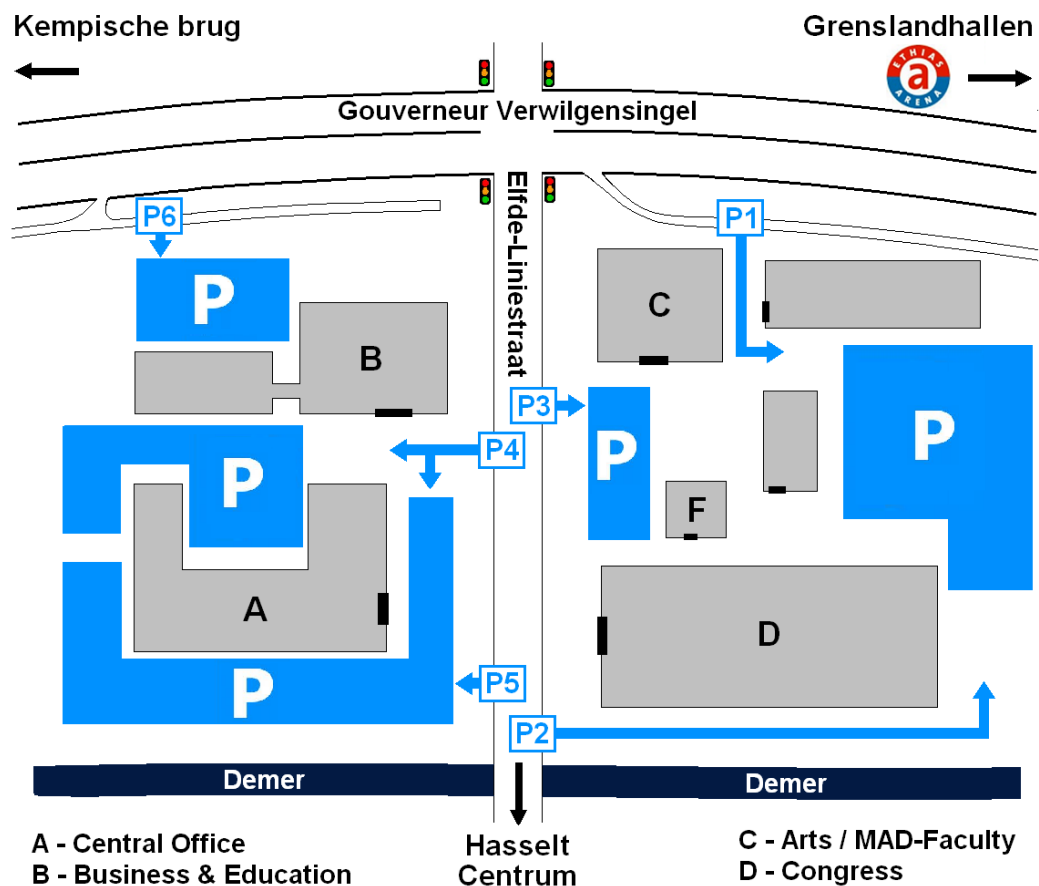 Kempische brug
Grenslandhallen
ETHIAS
a
ARENA
Gouverneur Verwilgensingel
Elfde-Liniestraat
P6
P1
P
C
B
P3
P
P
P4
P
F
A
D
P5
P
P2
Demer
Demer
A - Central Office
B - Business & Education
Hasselt
Centrum
C - Arts / MAD-Faculty
D - Congress